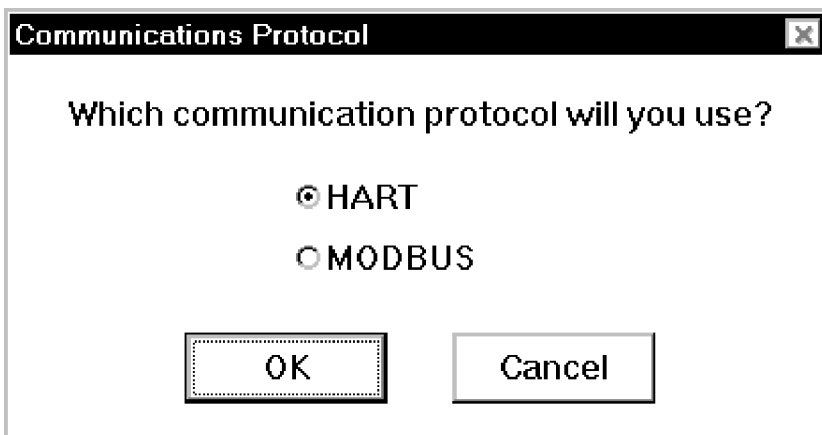 Communications Protocol
Which communication protocol will you use?
HART
MODBUS
OK Cancel